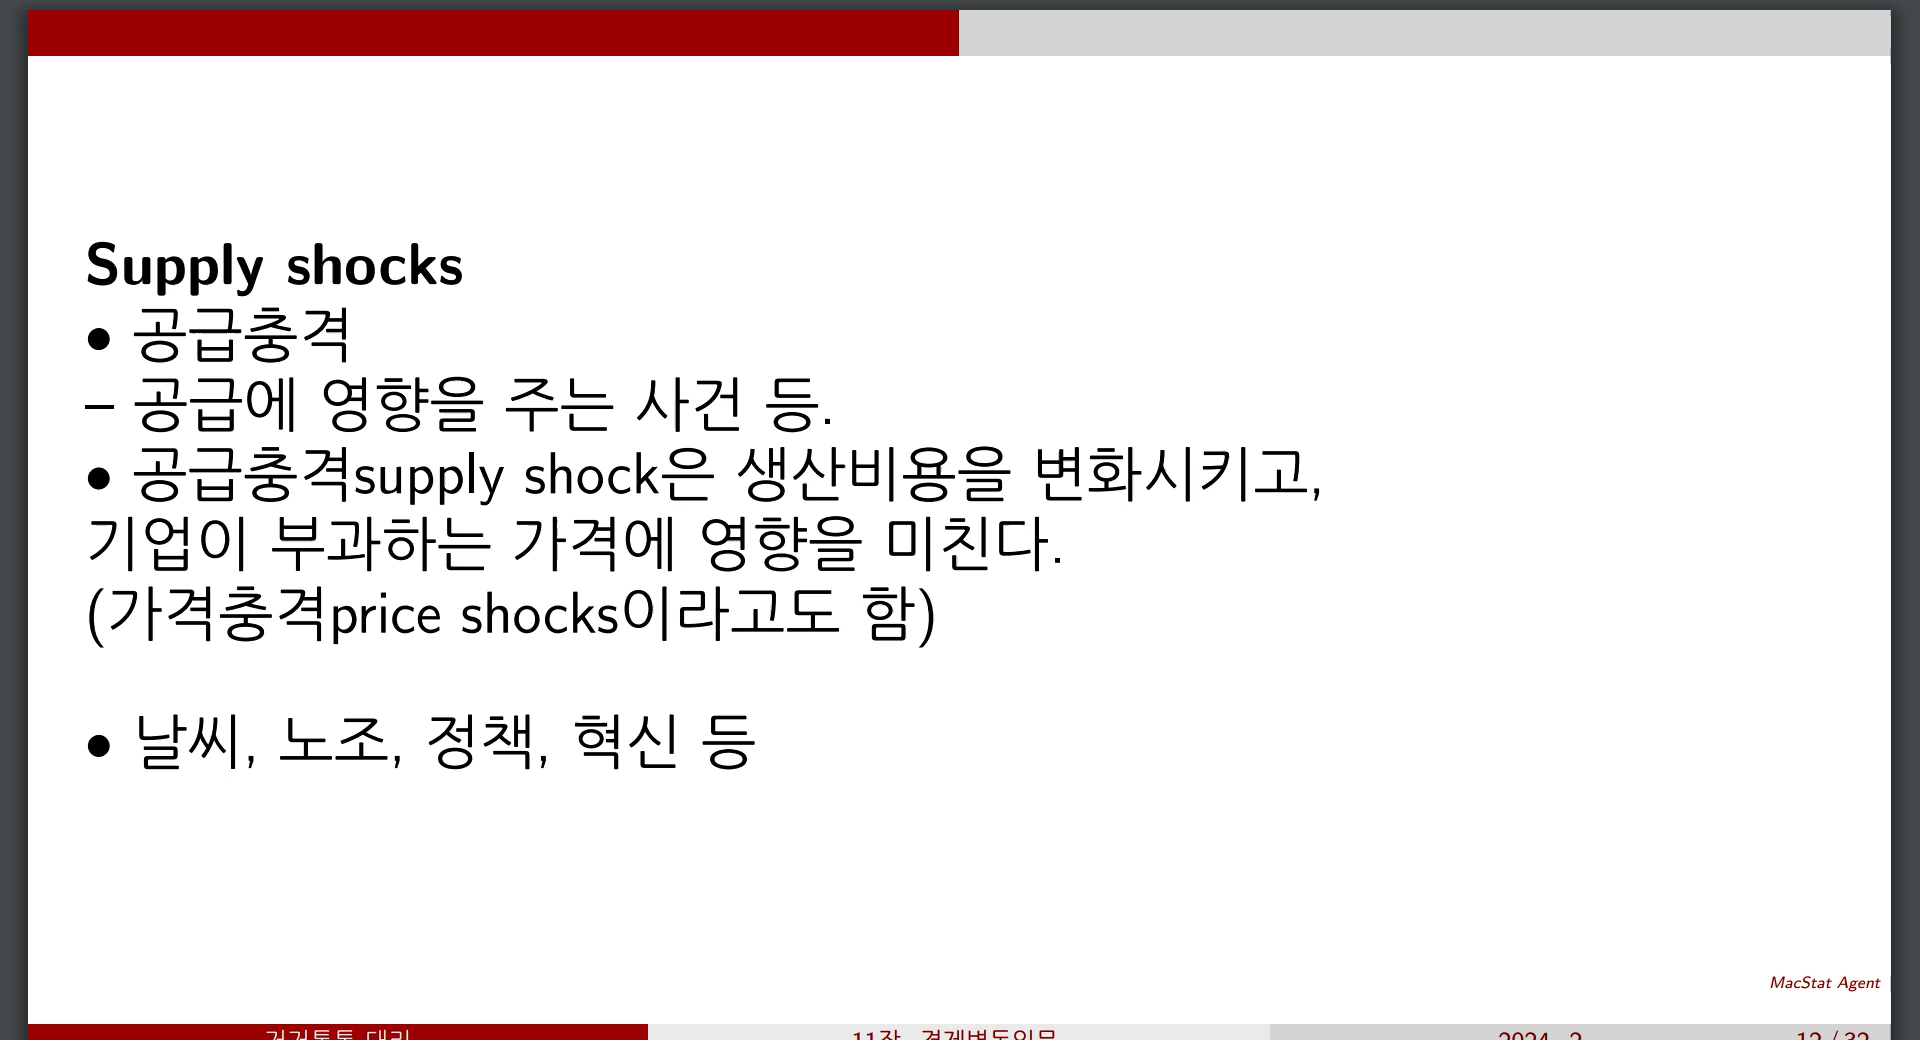 Supply shocks
• 공급충격
– 공급에 영향을 주는 사건 등.
• 공급충격supply shock은 생산비용을 변화시키고,
기업이 부과하는 가격에 영향을 미친다.
(가격충격price shocks이라고도 함)
• 날씨, 노조, 정책, 혁신 등
MacStat Agent
11장